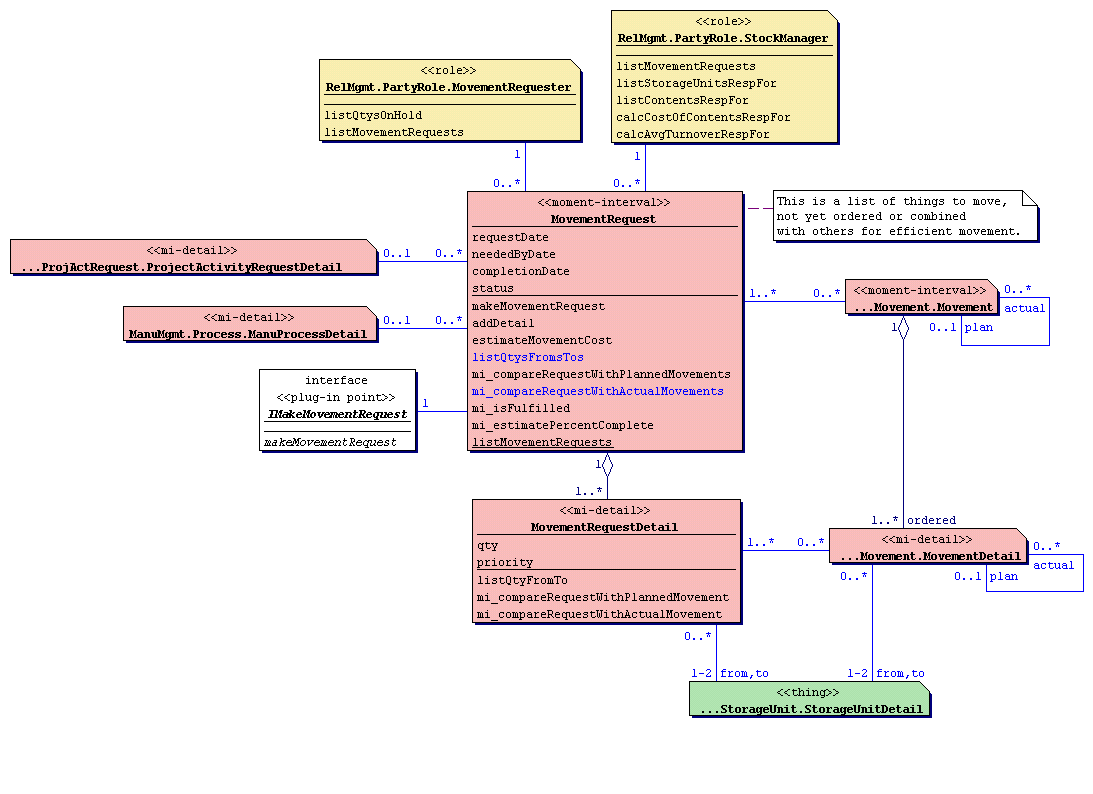 <<role>>
RelMgmt.PartyRole.StockManager
listMovementRequests
listStorageUnitsRespFor
listContentsRespFor
calcCostOfContentsRespFor
calcAvgTurnoverRespFor
<<role>>
RelMgmt.PartyRole.MovementRequester
listQtysOnHold
listMovementRequests
1
0..*
1
0..*
<<moment-interval>>
MovementRequest
requestDate
neededByDate
completionDate
status
makeMovementRequest
addDetail
estimateMovementCost
listQtysFromsTos
mi_compareRequestWithPlannedMovements
mi_compareRequestWithActualMovements
mi_isFulfilled
mi_estimatePercentComplete
listMovementRequests
This is a list of things to move,
not yet ordered or combined
with others for efficient movement.
<<mi-detail>>
...ProjActRequest.ProjectActivityRequestDetail
0..1
0..*
<<mi-detail>>
ManuMgmt.Process.ManuProcessDetail
0..1
0..*
interface
<<plug-in point>>
IMakeMovementRequest
makeMovementRequest
1
1..*
0..*
<<moment-interval>>
...Movement.Movement
0..*
actual
0..1
plan
1
1..*
ordered
1
1..*
<<mi-detail>>
MovementRequestDetail
qty
priority
listQtyFromTo
mi_compareRequestWithPlannedMovement
mi_compareRequestWithActualMovement
1..*
0..*
<<mi-detail>>
...Movement.MovementDetail
0..*
actual
0..1
plan
0..*
0..*
1-2
from,to
1-2
from,to
<<thing>>
...StorageUnit.StorageUnitDetail